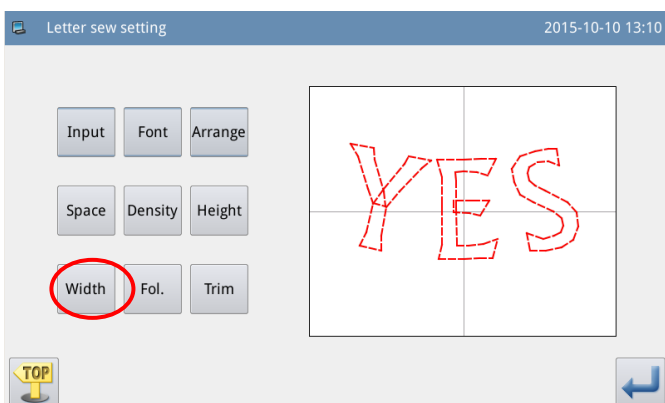 Letter sew setting 2015-10-10 13:10
Input Font Arrange
Space Density Height
Width Fol. Trim
YES
TOP